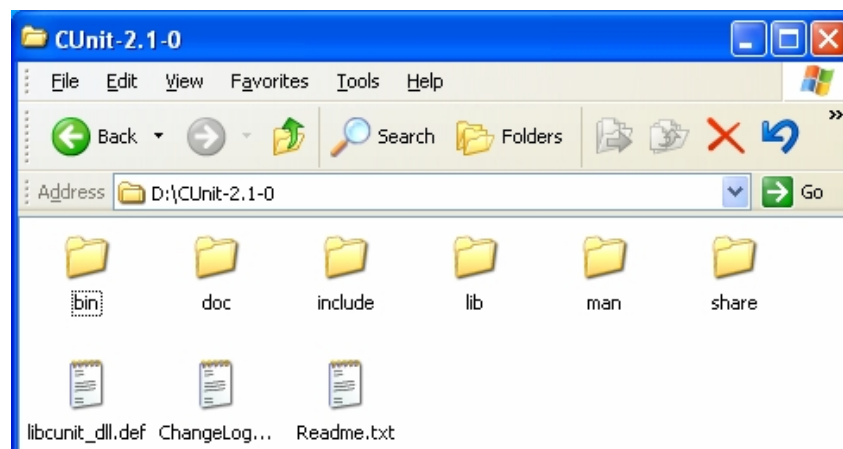 CUnit-2.1-0
File Edit View Favorites Tools Help
Back Search Folders »
Address D:\CUnit-2.1-0 Go
bin doc include lib man share
libcunit_dll.def ChangeLog... Readme.txt